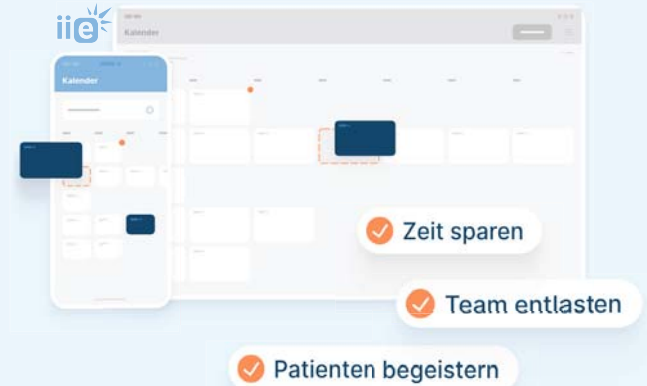 iie
Kalender
Kalender
Zeit sparen
Team entlasten
Patienten begeistern